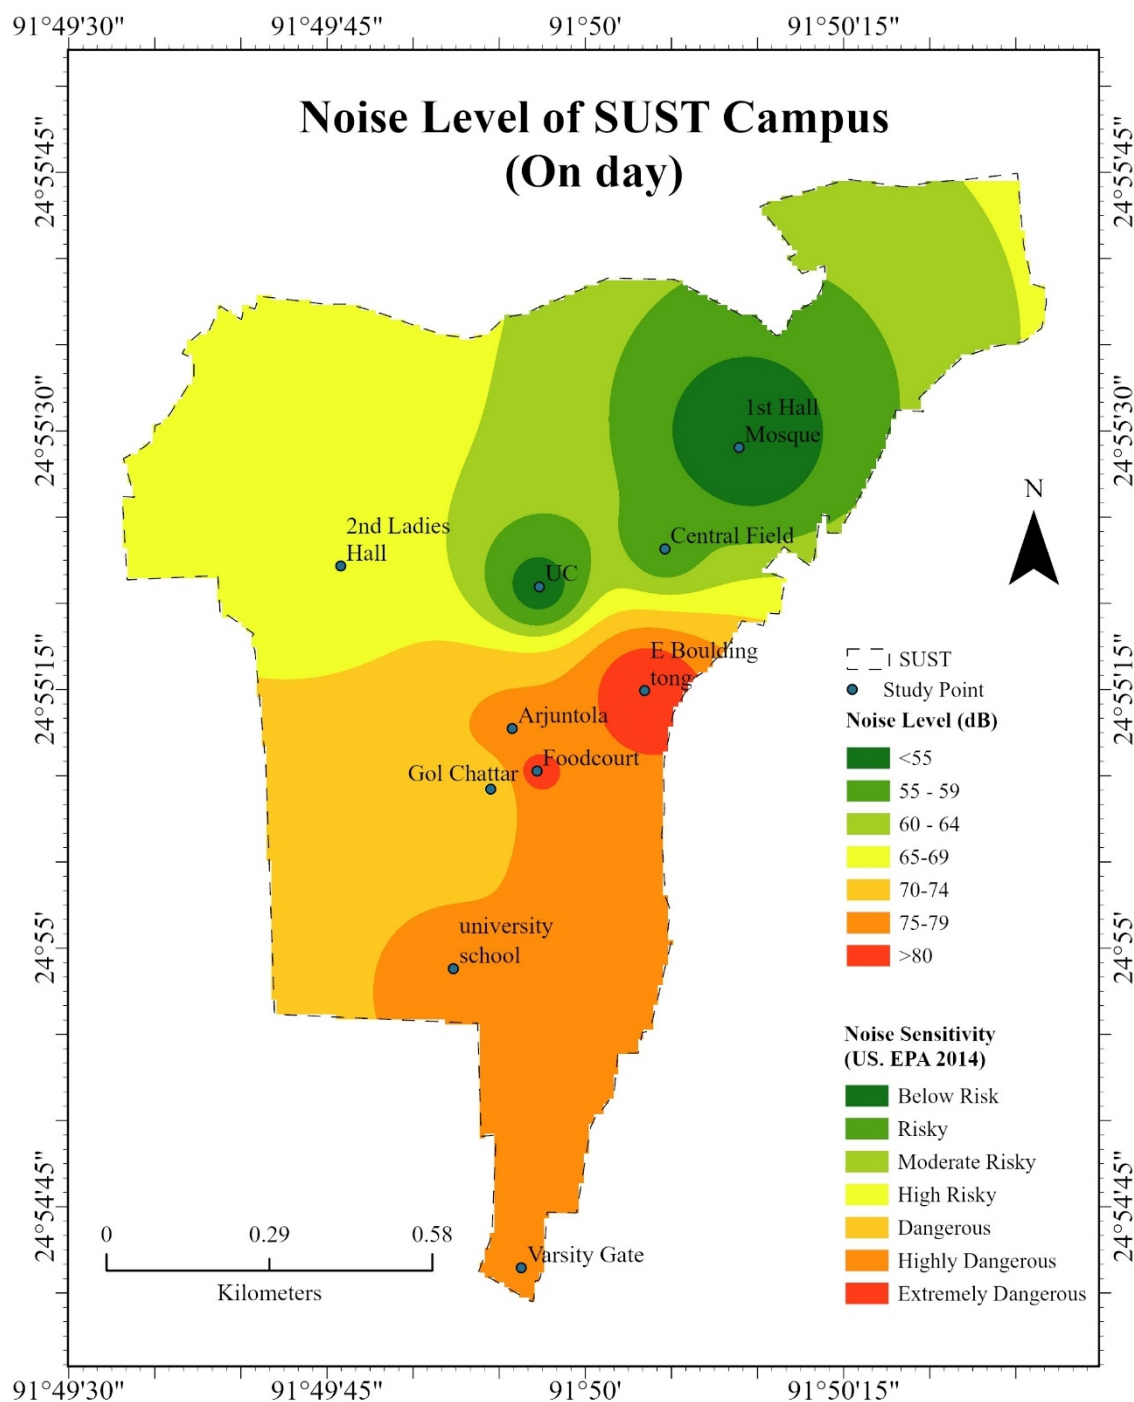 91°49'30"
91°49'45"
91°50'
91°50'15"
Noise Level of SUST Campus
(On day)
24°55'45"
24°55'45"
24°55'30"
24°55'30"
1st Hall
Mosque
N
2nd Ladies
Hall
Central Field
UC
24°55'15"
24°55'15"
E Boulding
tong
SUST
Study Point
Arjuntola
Noise Level (dB)
Foodcourt
Gol Chattar
<55
55 - 59
60 - 64
65-69
70-74
75-79
>80
24°55'
24°55'
university
school
Noise Sensitivity
(US. EPA 2014)
Below Risk
Risky
Moderate Risky
High Risky
Dangerous
Highly Dangerous
Extremely Dangerous
24°54'45"
24°54'45"
0 0.29 0.58
Kilometers
Varsity Gate
91°49'30"
91°49'45"
91°50'
91°50'15"